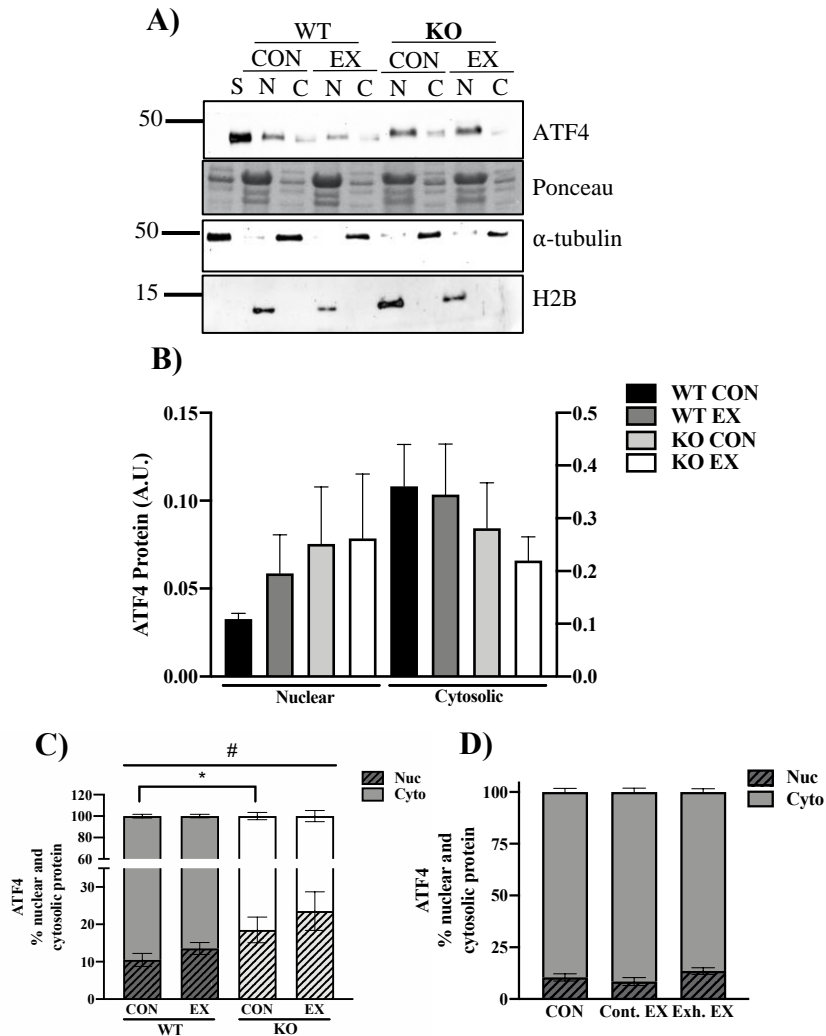 A)
WT KO
CON EX CON EX
S N C N C N C N C
50
ATF4
Ponceau
50
α-tubulin
15
H2B
B)
WT CON
WT EX
KO CON
KO EX
ATF4 Protein (A.U.)
0.15
0.10
0.05
0.00
0.5
0.4
0.3
0.2
0.1
0.0
Nuclear Cytosolic
C)
#
*
Nuc
Cyto
ATF4
% nuclear and
cytosolic protein
120
100
80
60
40
30
20
10
0
CON EX CON EX
WT KO
D)
Nuc
Cyto
ATF4
% nuclear and
cytosolic protein
100
75
50
25
0
CON Cont. EX Exh. EX